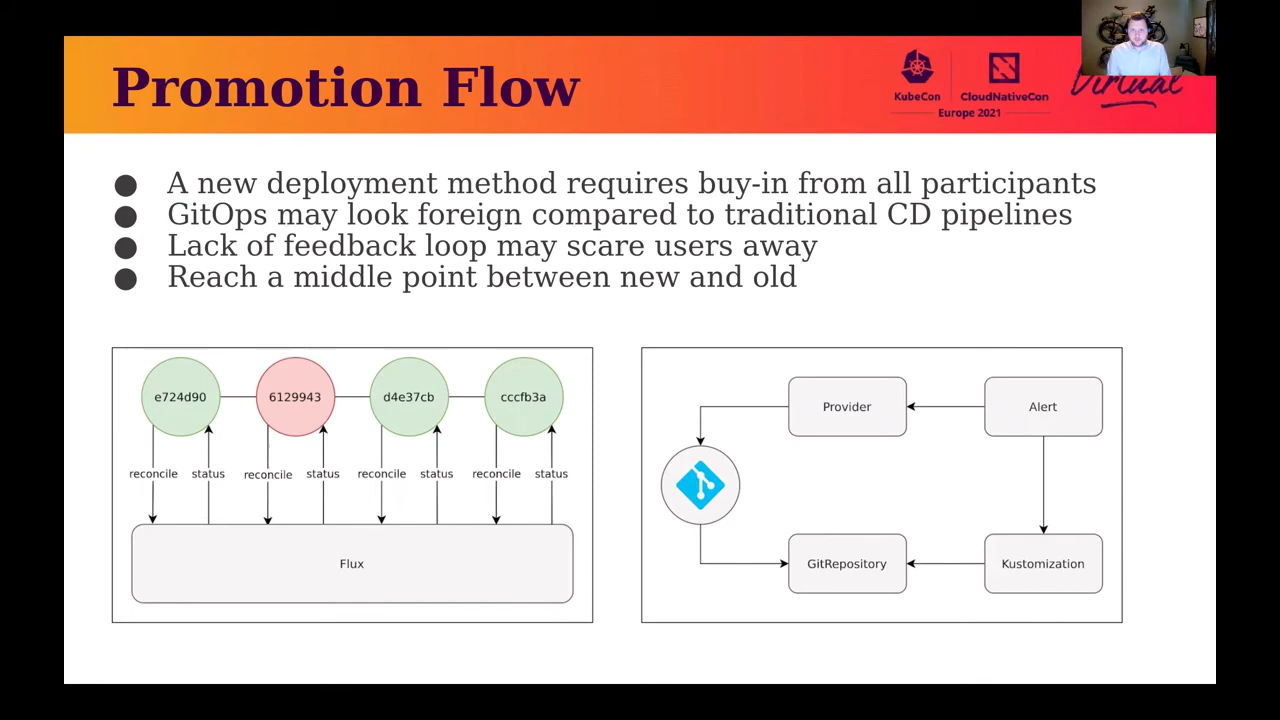 Promotion Flow
KubeCon
CloudNativeCon
Europe 2021
Virtual
● A new deployment method requires buy-in from all participants
● GitOps may look foreign compared to traditional CD pipelines
● Lack of feedback loop may scare users away
● Reach a middle point between new and old
e724d90
6129943
d4e37cb
cccfb3a
reconcile
status
reconcile
status
reconcile
status
reconcile
status
Flux
Provider
Alert
GitRepository
Kustomization